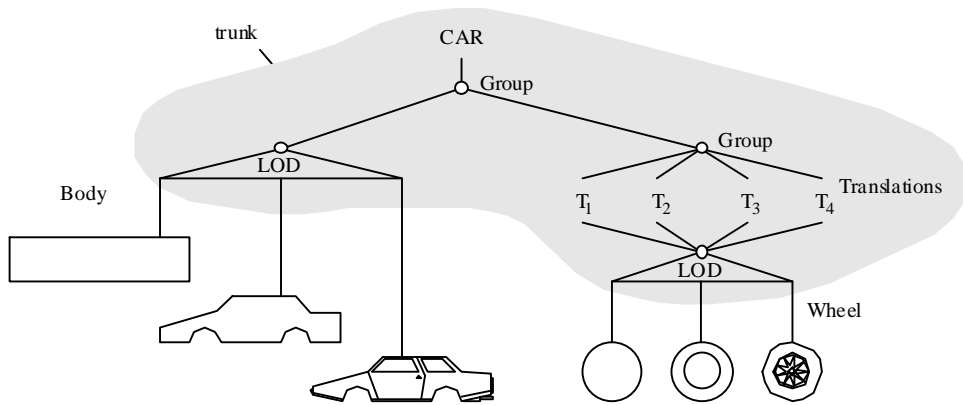 trunk
CAR
Group
Group
LOD
Body
Translations
T1 T2 T3 T4
LOD
Wheel